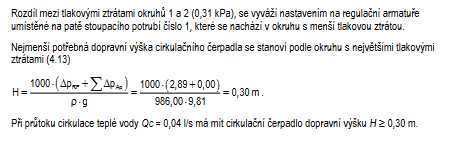 Rozdíl mezi tlakovými ztrátami okruhů 1 a 2 (0,31 kPa), se vyváží nastavením na regulační armatuře
umístěné na patě stoupacího potrubí číslo 1, které se nachází v okruhu s menší tlakovou ztrátou.
Nejmenší potřebná dopravní výška cirkulačního čerpadla se stanoví podle okruhu s největšími tlakovými
ztrátami (4.13)
H = 1000·(Δp_RF + ∑Δp_Ap) / ρ·g = 1000·(2,89+0,00) / 986,00·9,81 = 0,30 m .
Při průtoku cirkulace teplé vody Qc = 0,04 l/s má mít cirkulační čerpadlo dopravní výšku H ≥ 0,30 m.